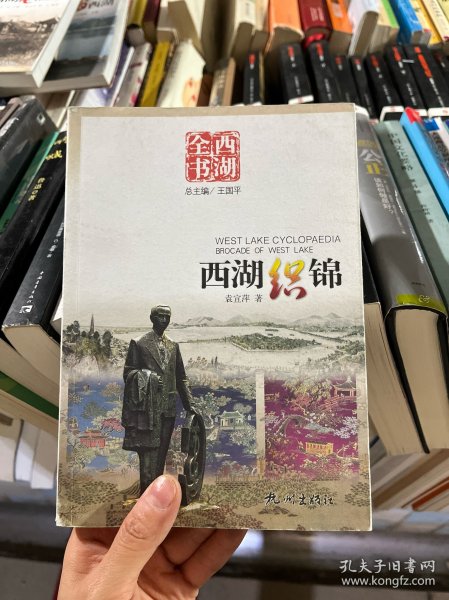 西湖
全书
总主编/王国平
WEST LAKE CYCLOPAEDIA
BROCADE OF WEST LAKE
西湖织锦
袁宣萍 著
杭州出版社
公正
孔夫子旧书网
www.kongfz.com